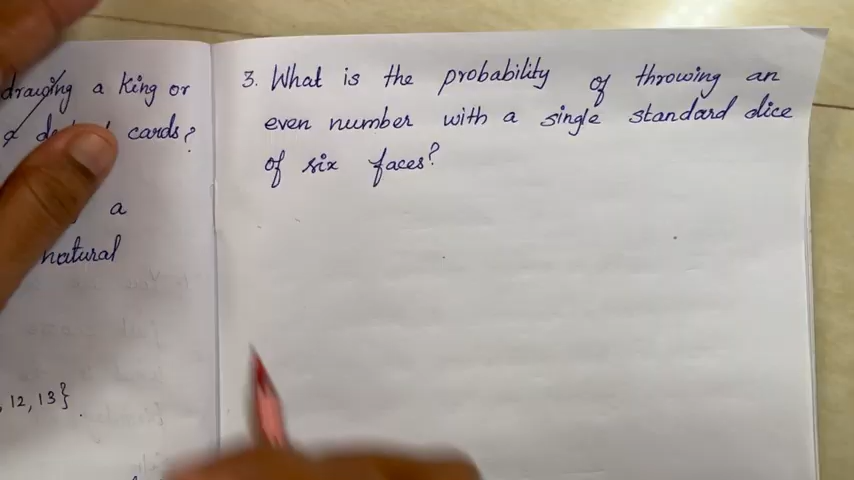 drawing a king or
cards?
a
natural
, 12, 13}
3. What is the probability of throwing an
even number with a single standard dice
of six faces?